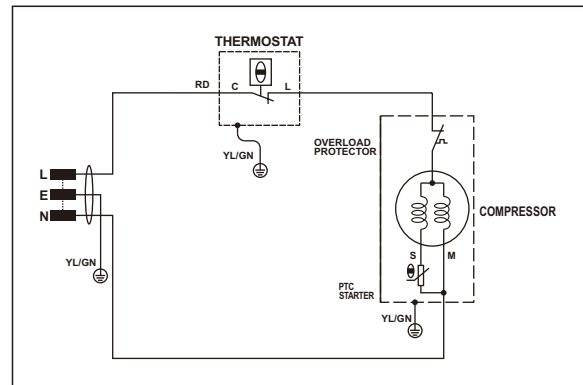 THERMOSTAT
RD
C
L
YL/GN
OVERLOAD
PROTECTOR
L
E
N
COMPRESSOR
YL/GN
S
M
PTC
STARTER
YL/GN